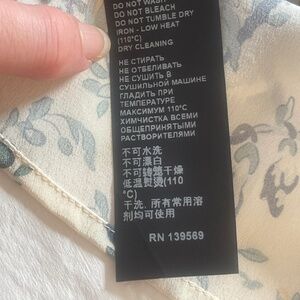 DO NOT WASH
DO NOT BLEACH
DO NOT TUMBLE DRY
IRON - LOW HEAT
(110°C)
DRY CLEANING
НЕ СТИРАТЬ
НЕ ОТБЕЛИВАТЬ
НЕ СУШИТЬ В
СУШИЛЬНОЙ МАШИНЕ
ГЛАДИТЬ ПРИ
ТЕМПЕРАТУРЕ
МАКСИМУМ 110°C
ХИМЧИСТКА ВСЕМИ
ОБЩЕПРИНЯТЫМИ
РАСТВОРИТЕЛЯМИ
不可水洗
不可漂白
不可转笼干燥
低温熨烫(110
°C)
干洗, 所有常用溶
剂均可使用
RN 139569